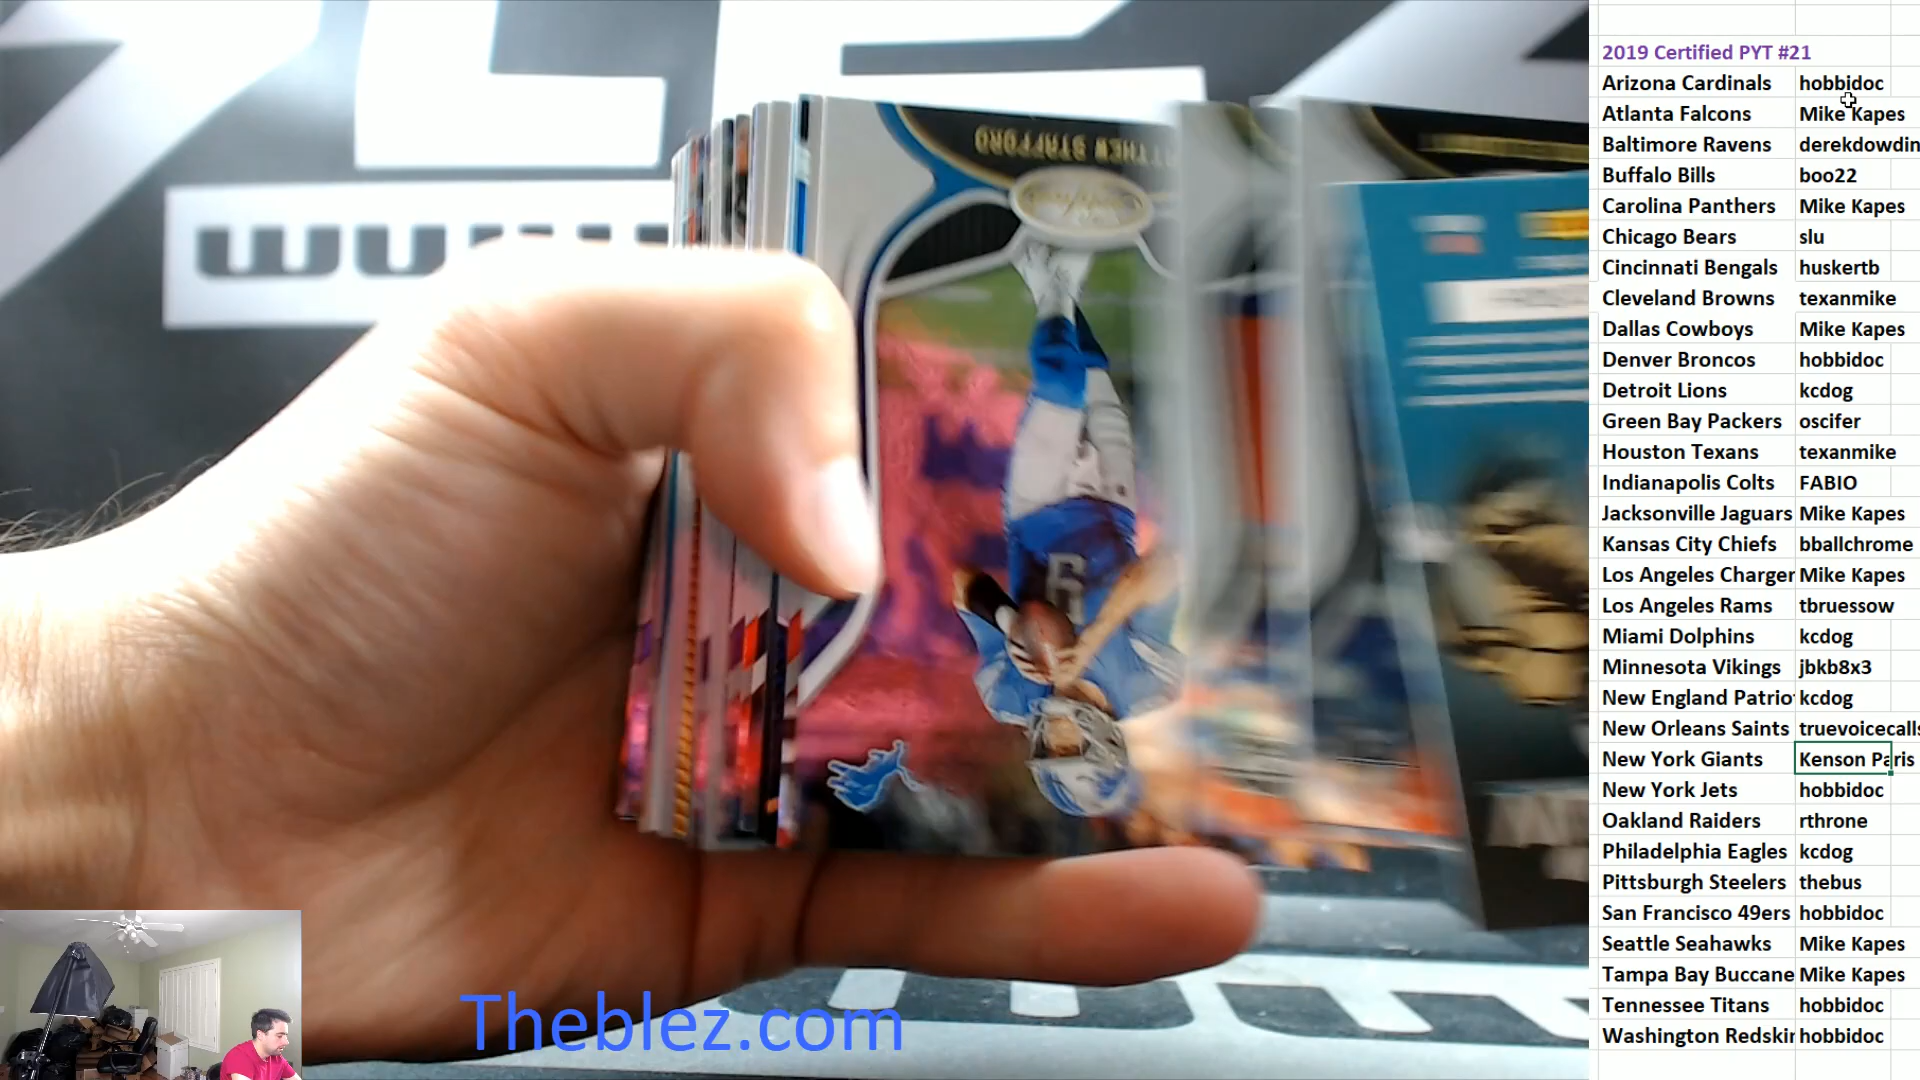 2019 Certified PYT #21
Arizona Cardinals hobbidoc
Atlanta Falcons Mike Kapes
Baltimore Ravens derekdowdin
Buffalo Bills boo22
Carolina Panthers Mike Kapes
Chicago Bears slu
Cincinnati Bengals huskertb
Cleveland Browns texanmike
Dallas Cowboys Mike Kapes
Denver Broncos hobbidoc
Detroit Lions kcdog
Green Bay Packers oscifer
Houston Texans texanmike
Indianapolis Colts FABIO
Jacksonville Jaguars Mike Kapes
Kansas City Chiefs bballchrome
Los Angeles Charger Mike Kapes
Los Angeles Rams tbruessow
Miami Dolphins kcdog
Minnesota Vikings jbkb8x3
New England Patrio kcdog
New Orleans Saints truevoicecalls
New York Giants Kenson Paris
New York Jets hobbidoc
Oakland Raiders rthrone
Philadelphia Eagles kcdog
Pittsburgh Steelers thebus
San Francisco 49ers hobbidoc
Seattle Seahawks Mike Kapes
Tampa Bay Buccane Mike Kapes
Tennessee Titans hobbidoc
Washington Redskin hobbidoc
TTHEW STAFFORD
9
Theblez.com